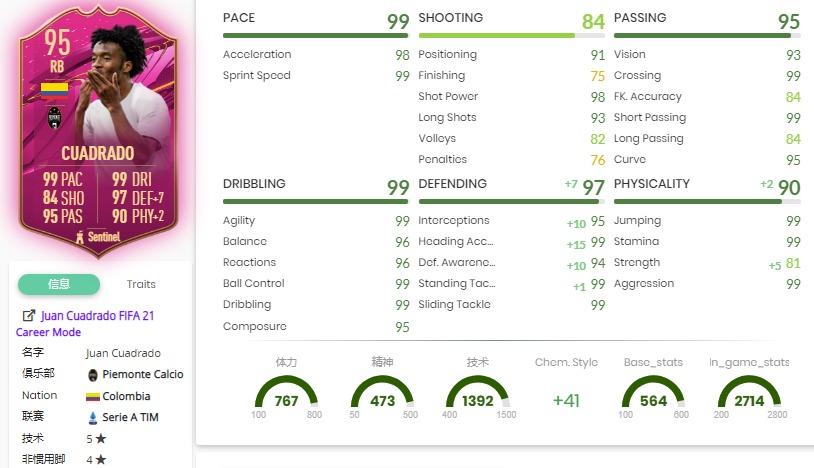 95
RB
CUADRADO
99 PAC 99 DRI
84 SHO 97 DEF+7
95 PAS 90 PHY+2
Sentinel
信息 Traits
Juan Cuadrado FIFA 21
Career Mode
名字 Juan Cuadrado
俱乐部 Piemonte Calcio
Nation Colombia
联赛 Serie A TIM
技术 5 ★
非惯用脚 4 ★
PACE 99
Acceleration 98
Sprint Speed 99
SHOOTING 84
Positioning 91
Finishing 75
Shot Power 98
Long Shots 93
Volleys 82
Penalties 76
PASSING 95
Vision 93
Crossing 99
FK. Accuracy 84
Short Passing 99
Long Passing 84
Curve 95
DRIBBLING 99
Agility 99
Balance 96
Reactions 96
Ball Control 99
Dribbling 99
Composure 95
DEFENDING +7 97
Interceptions +10 95
Heading Acc... +15 99
Def. Awarene... +10 94
Standing Tac... +1 99
Sliding Tackle 99
PHYSICALITY +2 90
Jumping 99
Stamina 99
Strength +5 81
Aggression 99
体力 精神 技术 Chem. Style Base_stats In_game_stats
767 473 1392 +41 564 2714
100 800 50 500 400 1500 100 600 200 2800